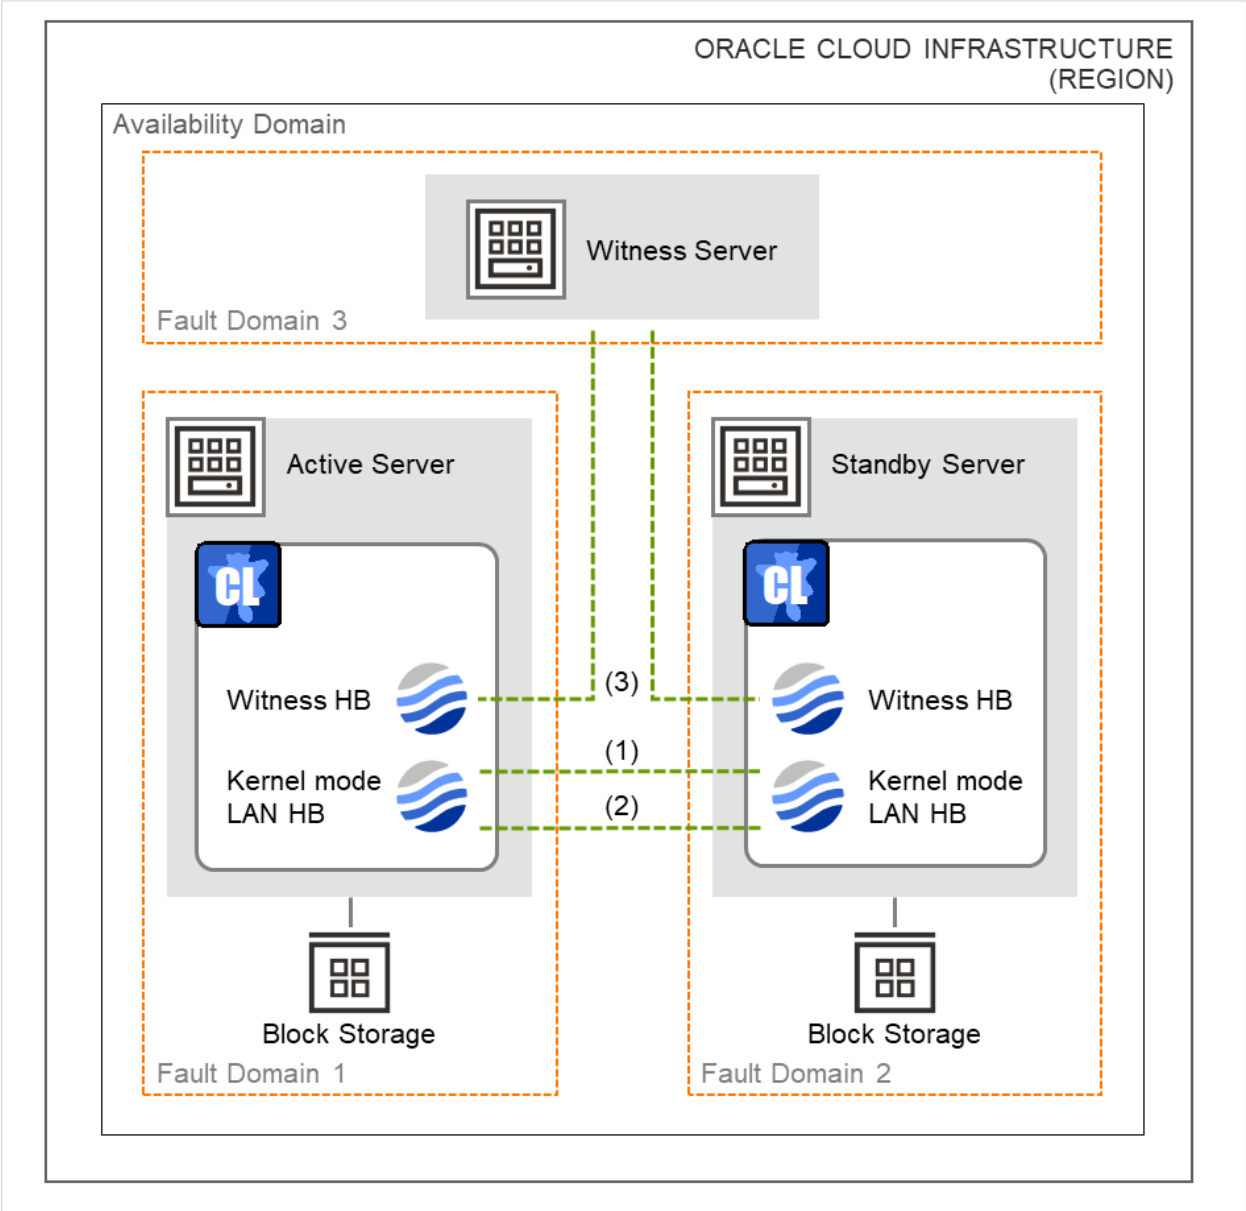 ORACLE CLOUD INFRASTRUCTURE
(REGION)
Availability Domain
Witness Server
Fault Domain 3
Active Server
Standby Server
CL
CL
Witness HB
(3)
Witness HB
(1)
Kernel mode
LAN HB
(2)
Kernel mode
LAN HB
Block Storage
Block Storage
Fault Domain 1
Fault Domain 2